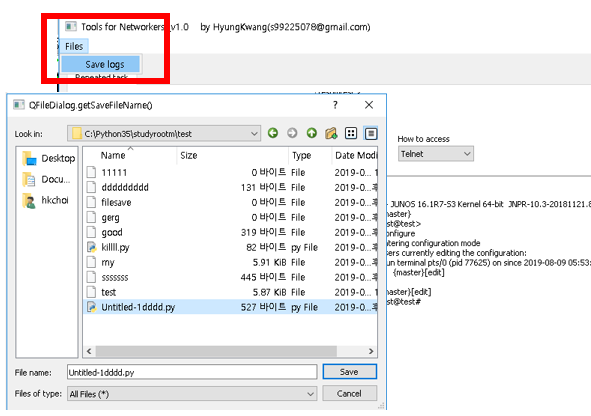 Tools for Networkers_v1.0 by HyungKwang(s99225078@gmail.com)
Files
Save logs
Repeated task
QFileDialog.getSaveFileName()
Look in: C:\Python35\studyrootm\test
Desktop
Docu...
hkchoi
Name Size Type Date Modi
11111 0 바이트 File 2019-0...
ddddddddd 131 바이트 File 2019-0...
filesave 0 바이트 File 2019-0...
gerg 0 바이트 File 2019-0...
good 319 바이트 File 2019-0...
killll.py 82 바이트 py File 2019-0...
my 5.91 KiB File 2019-0...
sssssss 445 바이트 File 2019-0...
test 5.87 KiB File 2019-0...
Untitled-1dddd.py 527 바이트 py File 2019-0...
File name: Untitled-1dddd.py Save
Files of type: All Files (*) Cancel
How to access
Telnet
- JUNOS 16.1R7-S3 Kernel 64-bit JNPR-10.3-20181121.8
master}
st@test>
onfigure
tering configuration mode
sers currently editing the configuration:
un terminal pts/0 (pid 77625) on since 2019-08-09 05:53:
{master}[edit]
master}[edit]
st@test#